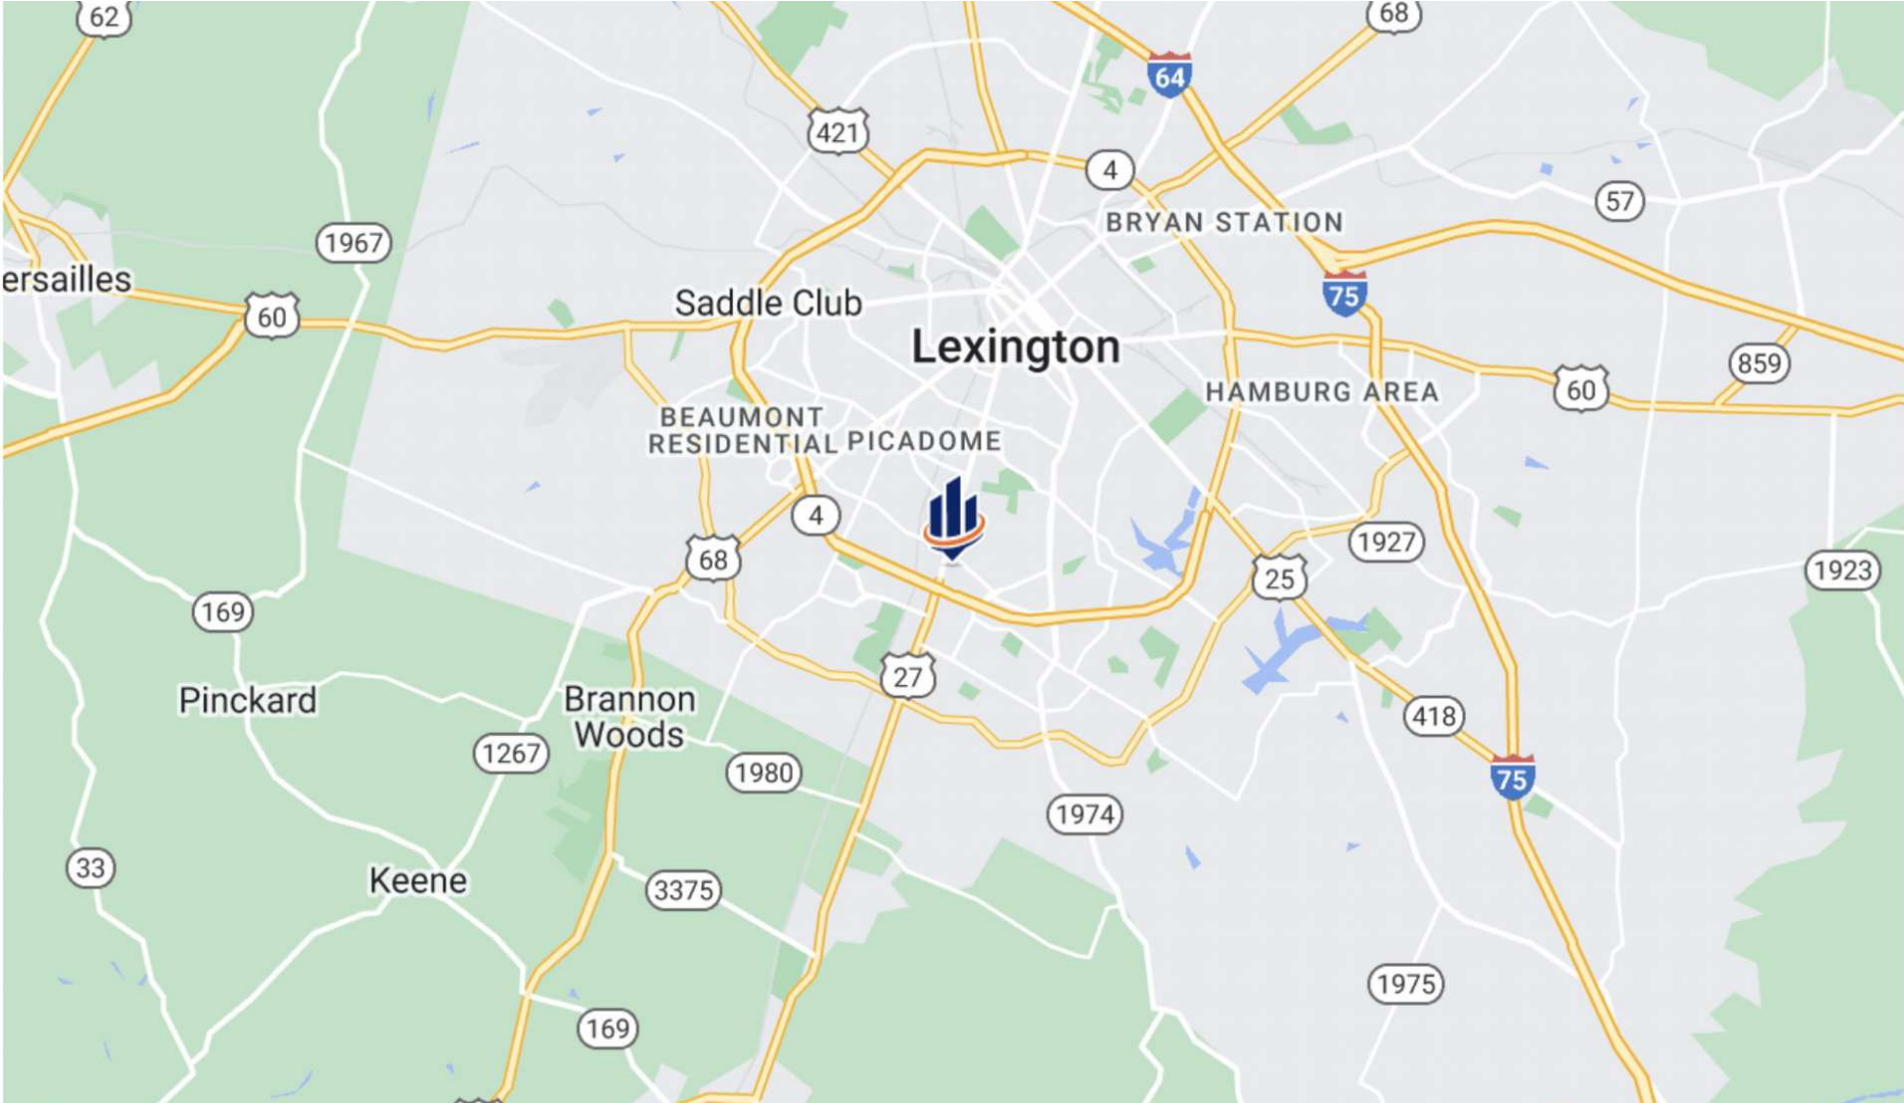 62
68
64
421
4
57
BRYAN STATION
1967
ersailles
60
Saddle Club
75
Lexington
859
60
HAMBURG AREA
BEAUMONT
RESIDENTIAL
PICADOME
4
68
1927
25
1923
169
27
Pinckard
Brannon
Woods
418
1267
1980
75
1974
33
Keene
3375
1975
169